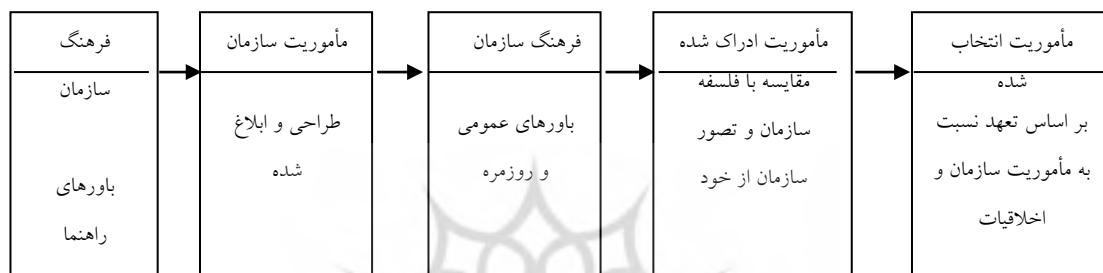 فرهنگ
سازمان
باورهای
راهنما
مأموریت سازمان
طراحی و ابلاغ
شده
فرهنگ سازمان
باورهای عمومی
و روزمره
مأموریت ادراک شده
مقایسه با فلسفه
سازمان و تصور
سازمان از خود
مأموریت انتخاب
شده
بر اساس تعهد نسبت
به مأموریت سازمان و
اخلاقیات